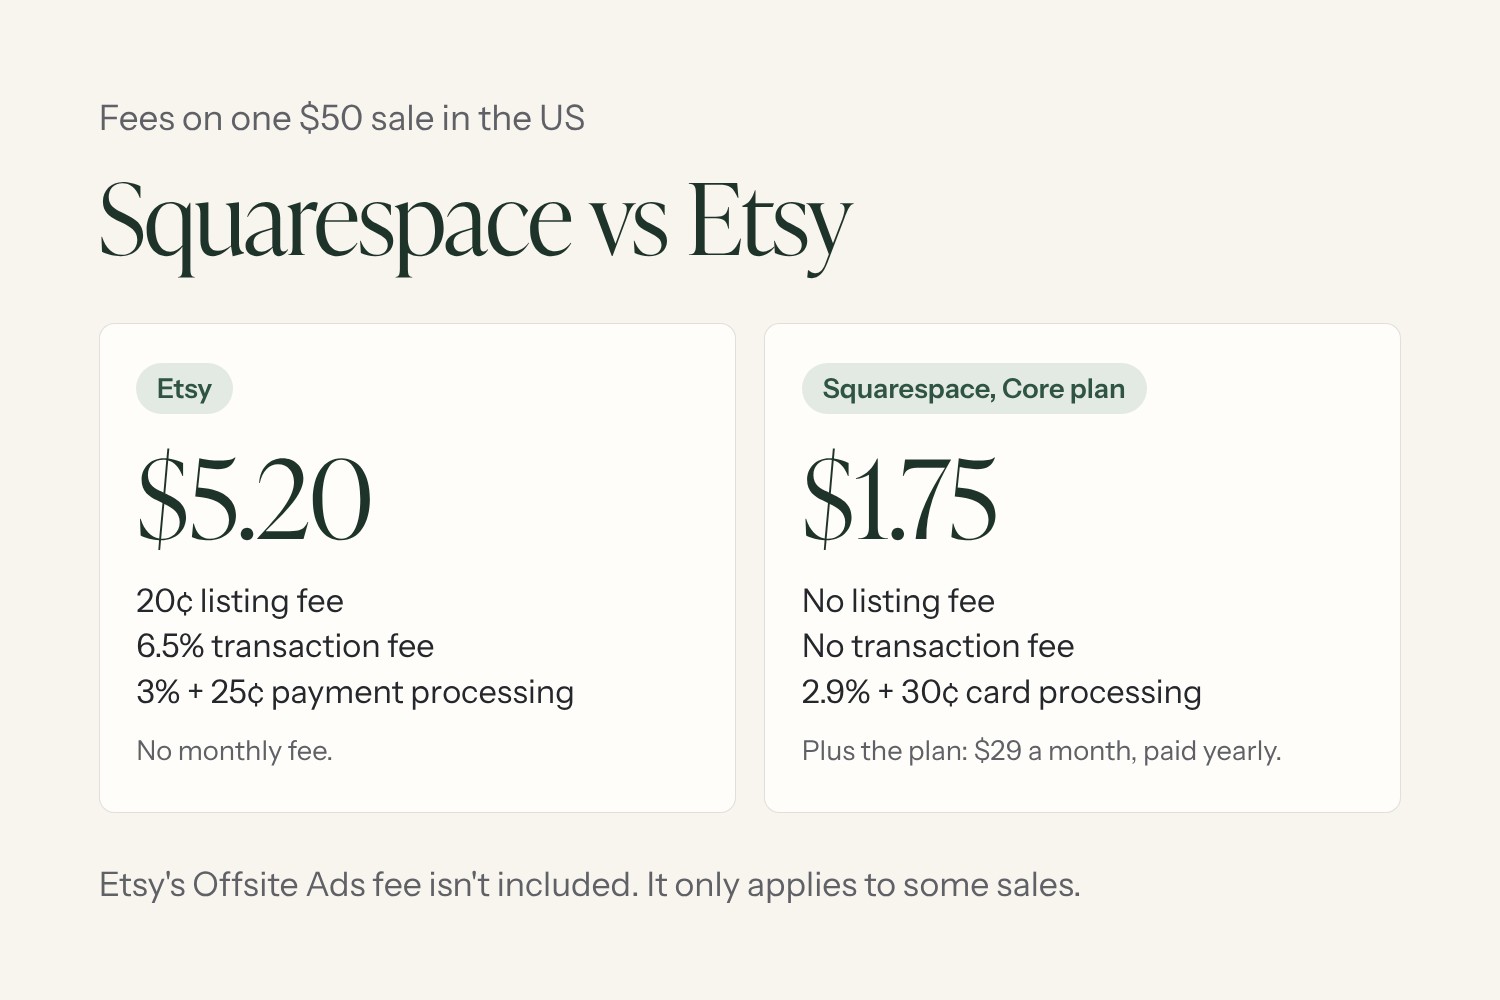 Fees on one $50 sale in the US
Squarespace vs Etsy
Etsy
$5.20
20¢ listing fee
6.5% transaction fee
3% + 25¢ payment processing
No monthly fee.
Squarespace, Core plan
$1.75
No listing fee
No transaction fee
2.9% + 30¢ card processing
Plus the plan: $29 a month, paid yearly.
Etsy's Offsite Ads fee isn't included. It only applies to some sales.